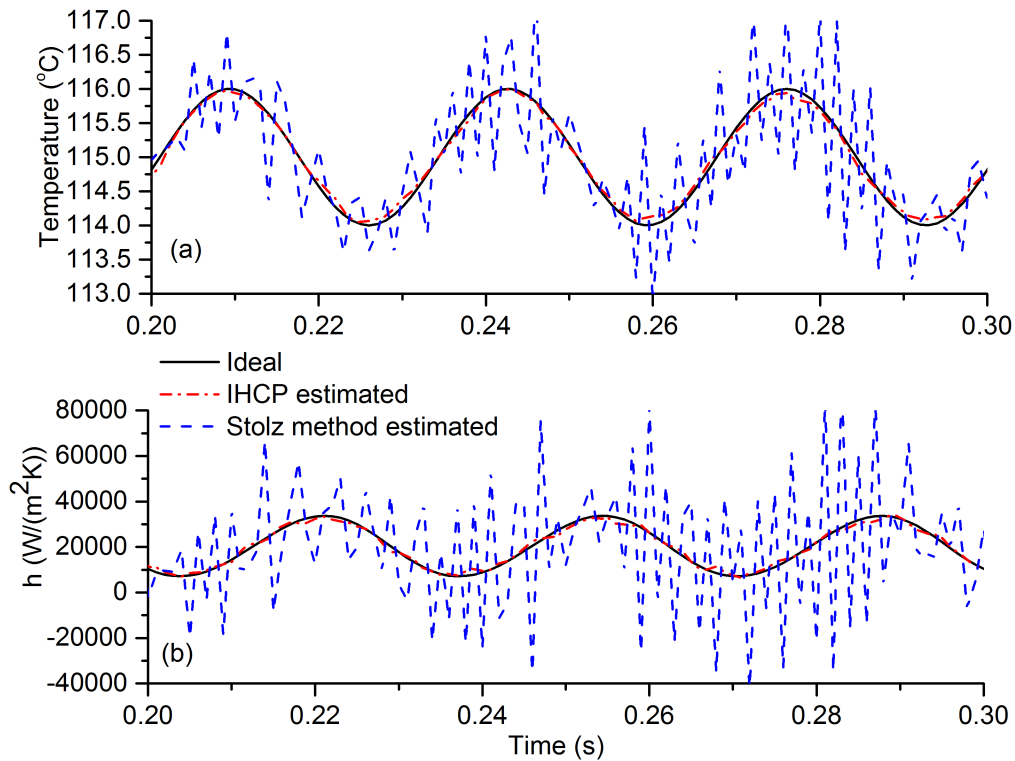 117.0
116.5
116.0
115.5
115.0
114.5
114.0
113.5
113.0
Temperature (°C)
(a)
0.20 0.22 0.24 0.26 0.28 0.30
Ideal
IHCP estimated
Stolz method estimated
80000
60000
40000
20000
0
-20000
-40000
h (W/(m²K))
(b)
0.20 0.22 0.24 0.26 0.28 0.30
Time (s)